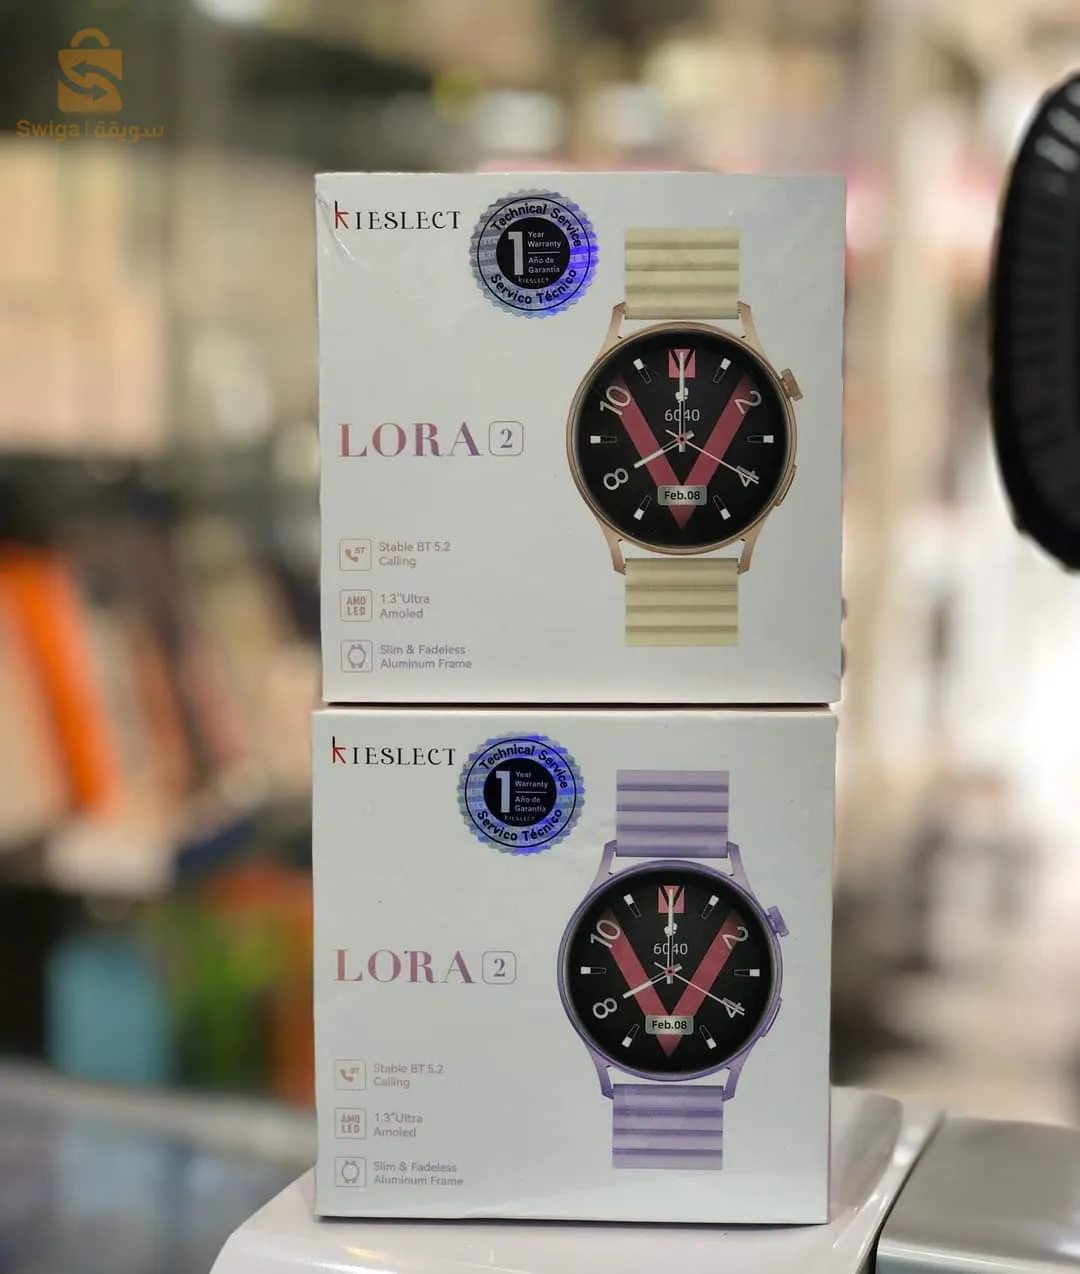 Swiga | سويقة
KIESLECT
Technical Service
1
Year
Warranty
Año de
Garantía
KIESLECT
Servico Técnico
10
2
6040
8
4
Feb.08
LORA 2
BT
Stable BT 5.2
Calling
AMO
LED
1.3"Ultra
Amoled
Slim & Fadeless
Aluminum Frame
KIESLECT
Technical Service
1
Year
Warranty
Año de
Garantía
KIESLECT
Servico Técnico
10
2
6040
8
4
Feb.08
LORA 2
BT
Stable BT 5.2
Calling
AMO
LED
1.3"Ultra
Amoled
Slim & Fadeless
Aluminum Frame